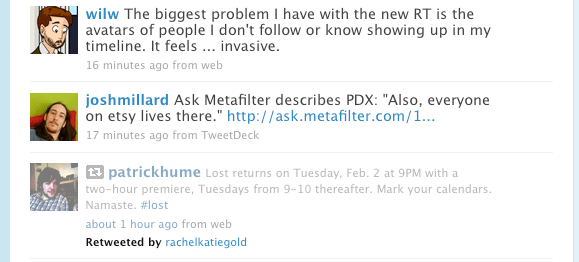 wilw The biggest problem I have with the new RT is the
avatars of people I don't follow or know showing up in my
timeline. It feels ... invasive.
16 minutes ago from web
joshmillard Ask Metafilter describes PDX: "Also, everyone
on etsy lives there." http://ask.metafilter.com/1...
17 minutes ago from TweetDeck
patrickhume Lost returns on Tuesday, Feb. 2 at 9PM with a
two-hour premiere, Tuesdays from 9-10 thereafter. Mark your calendars.
Namaste. #lost
about 1 hour ago from web
Retweeted by rachelkatiegold